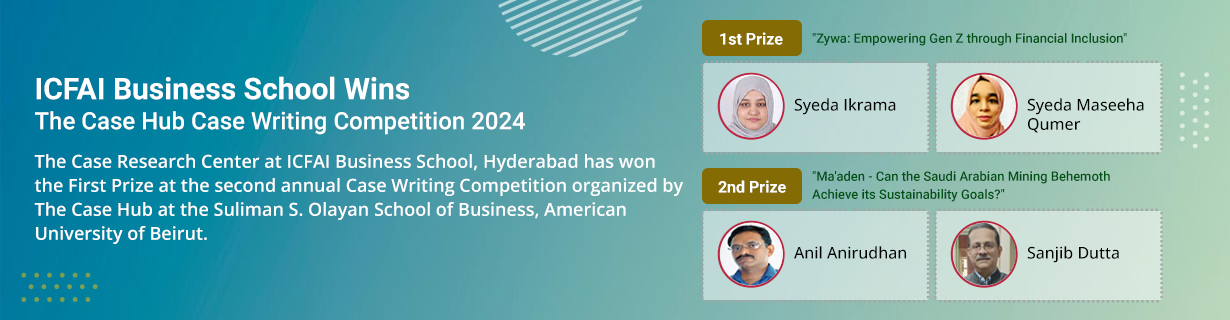 ICFAI Business School Wins
The Case Hub Case Writing Competition 2024
The Case Research Center at ICFAI Business School, Hyderabad has won
the First Prize at the second annual Case Writing Competition organized by
The Case Hub at the Suliman S. Olayan School of Business, American
University of Beirut.
1st Prize
"Zywa: Empowering Gen Z through Financial Inclusion"
Syeda Ikrama
Syeda Maseeha
Qumer
2nd Prize
"Ma'aden - Can the Saudi Arabian Mining Behemoth
Achieve its Sustainability Goals?"
Anil Anirudhan
Sanjib Dutta